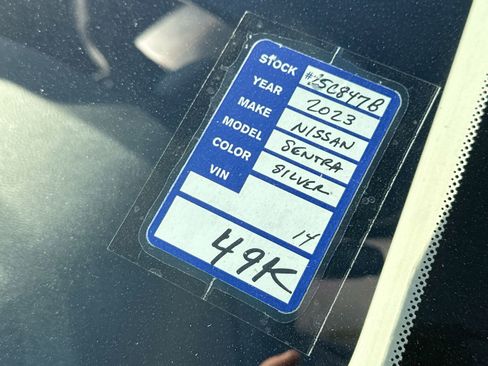 STOCK #25C847B
YEAR 2023
MAKE NISSAN
MODEL SENTRA
COLOR SILVER
VIN
14
49K